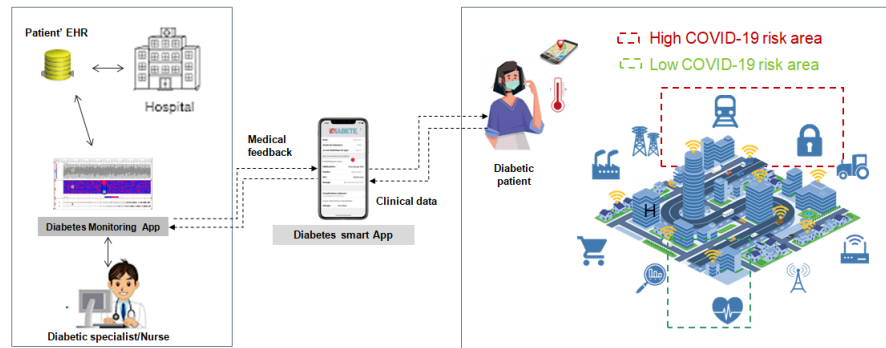 Patient' EHR
Hospital
Diabetes Monitoring App
Diabetic specialist/Nurse
Medical
feedback
DIABETE
Clinical data
Diabetes smart App
Diabetic
patient
High COVID-19 risk area
Low COVID-19 risk area
H